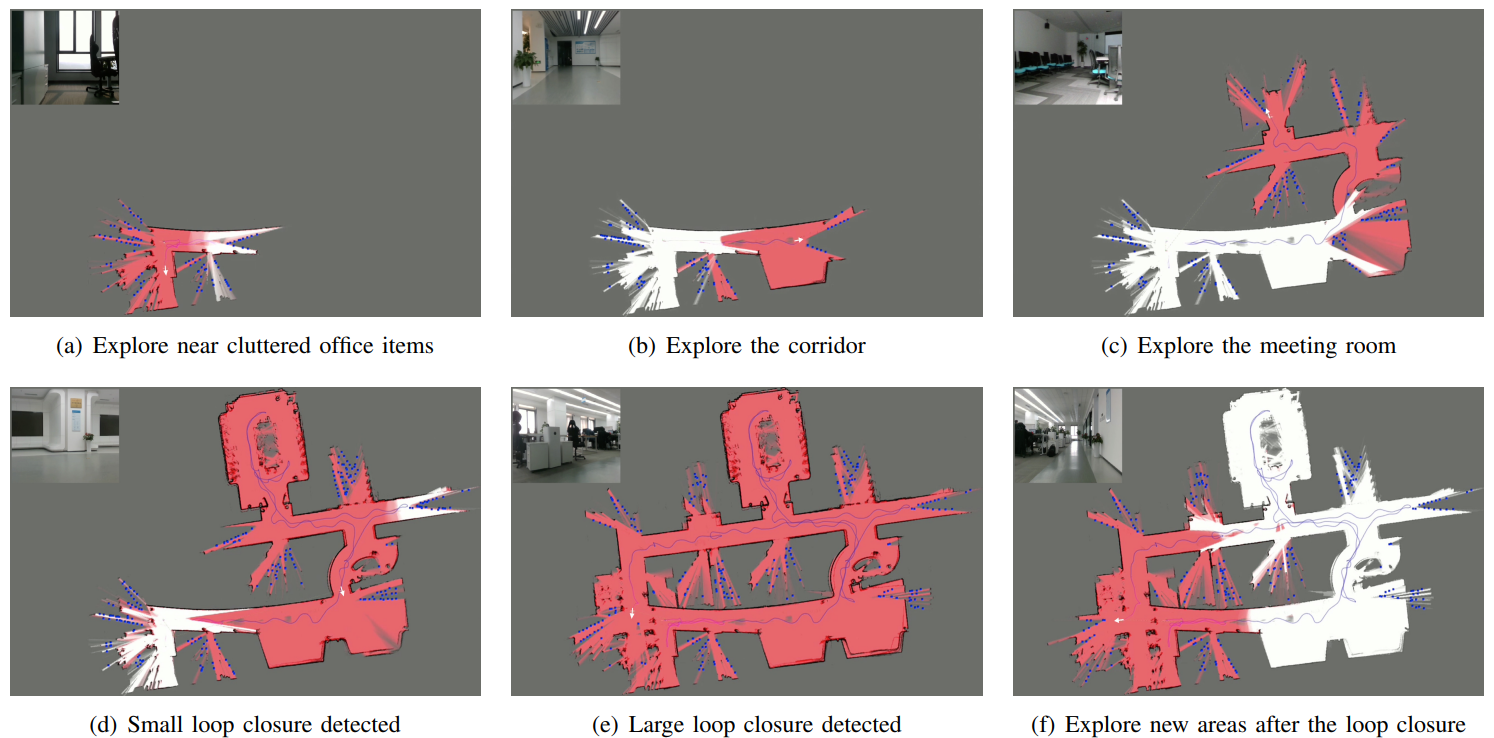 (a) Explore near cluttered office items
(b) Explore the corridor
(c) Explore the meeting room
(d) Small loop closure detected
(e) Large loop closure detected
(f) Explore new areas after the loop closure